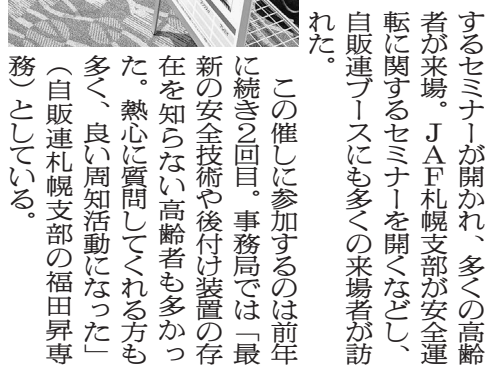 するセミナーが開かれ、多くの高齢
者が来場。JAF札幌支部が安全運
転に関するセミナーを開くなどし、
自販連ブースにも多くの来場者が訪
れた。
この催しに参加するのは前年
に続き2回目。事務局では「最
新の安全技術や後付け装置の存
在を知らない高齢者も多かっ
た。熱心に質問してくれる方も
多く、良い周知活動になった」
（自販連札幌支部の福田昇専
務）としている。